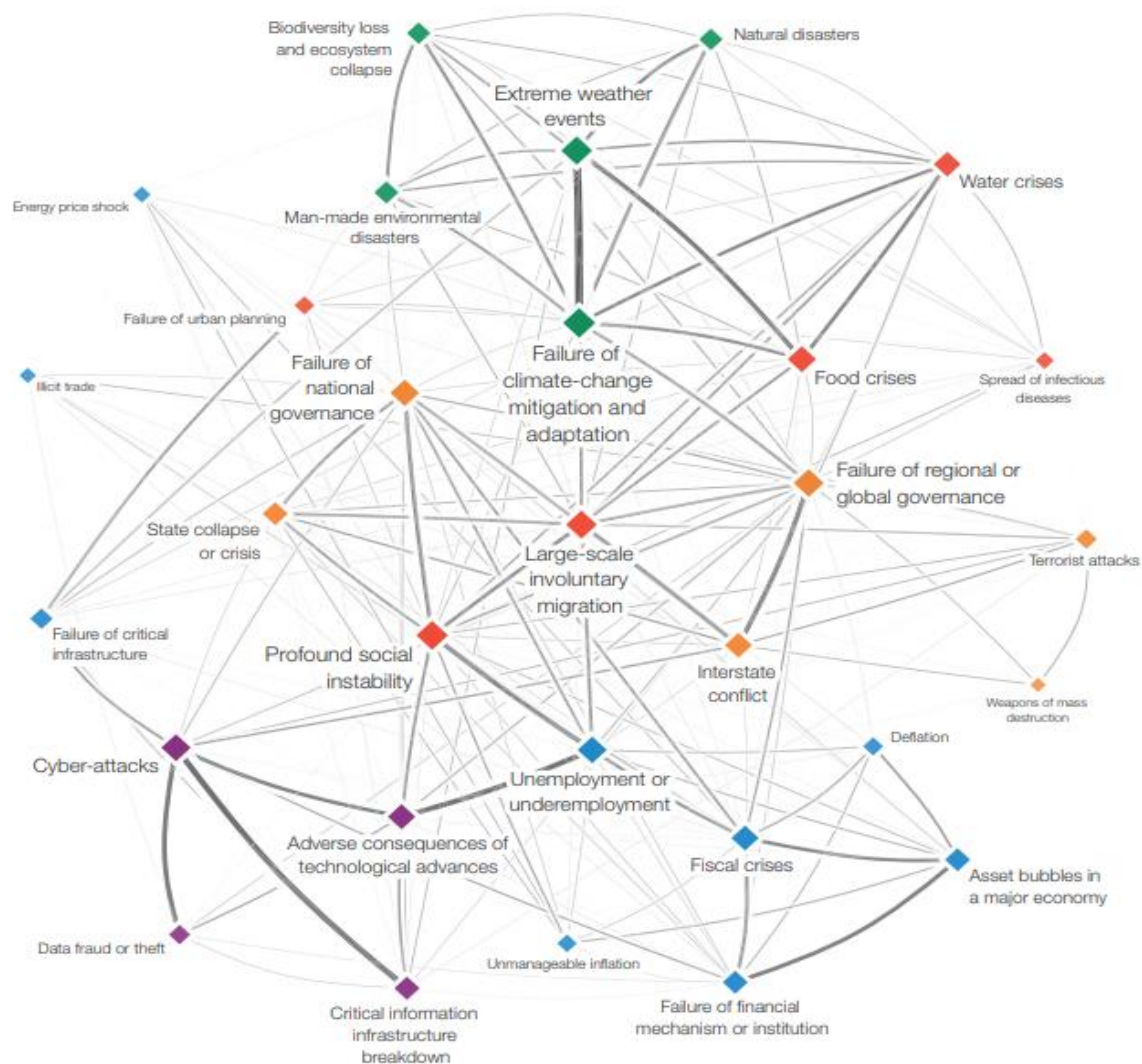 Biodiversity loss
and ecosystem
collapse
Natural disasters
Extreme weather
events
Water crises
Energy price shock
Man-made environmental
disasters
Failure of urban planning
Failure of
climate-change
mitigation and
adaptation
Food crises
Spread of infectious
diseases
Illicit trade
Failure of
national
governance
Failure of regional or
global governance
State collapse
or crisis
Large-scale
involuntary
migration
Terrorist attacks
Failure of critical
infrastructure
Profound social
instability
Interstate
conflict
Weapons of mass
destruction
Deflation
Cyber-attacks
Unemployment or
underemployment
Adverse consequences of
technological advances
Fiscal crises
Asset bubbles in
a major economy
Data fraud or theft
Unmanageable inflation
Critical information
infrastructure
breakdown
Failure of financial
mechanism or institution